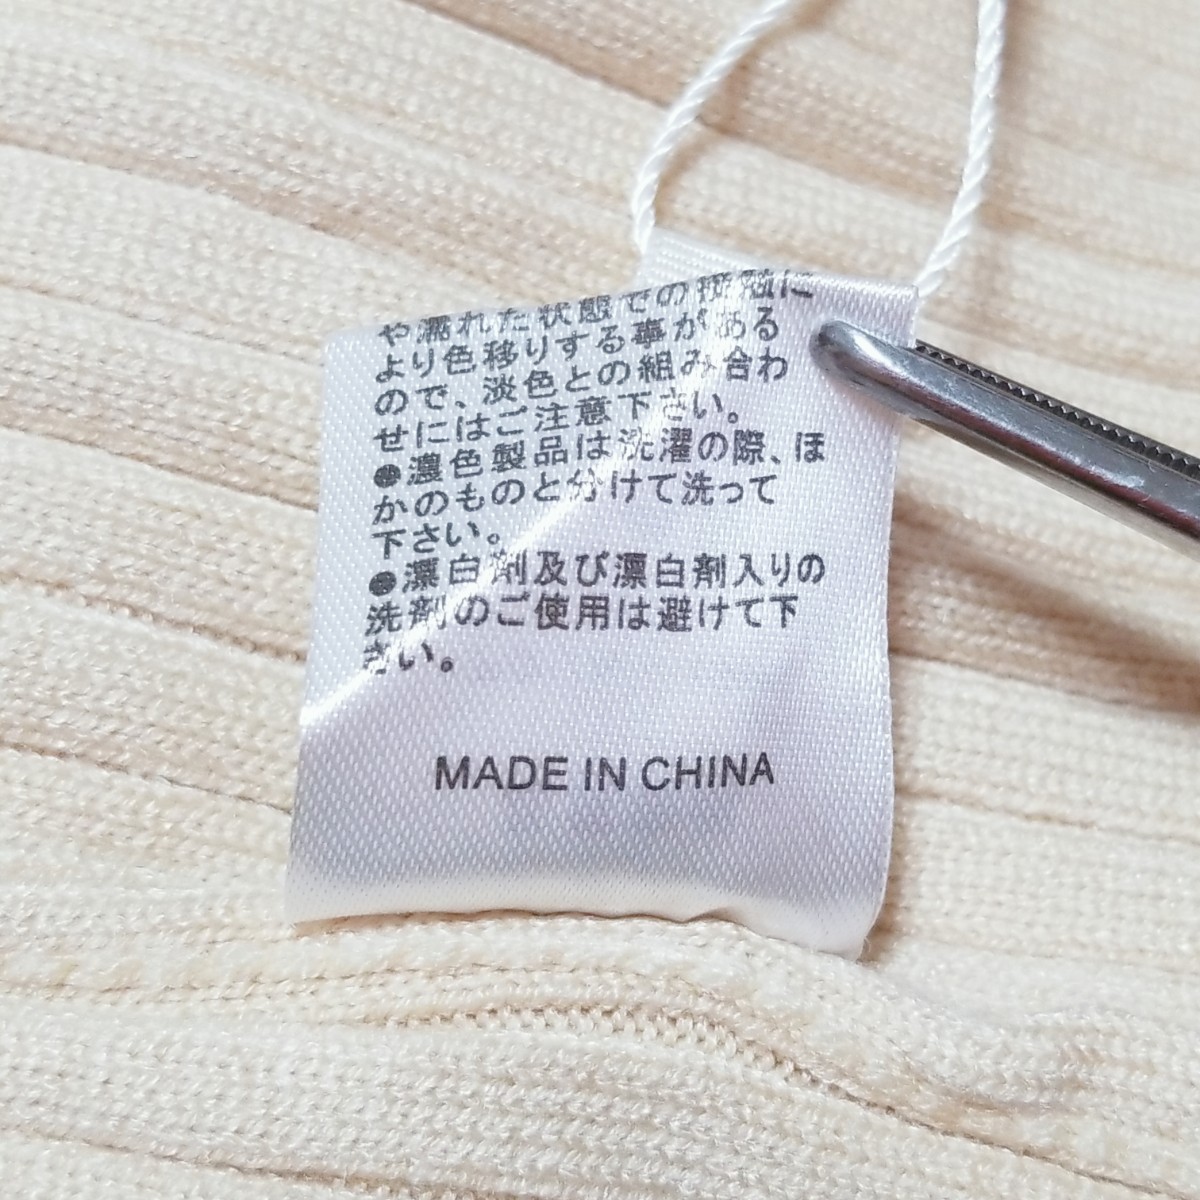 や濡れた状態での接触に
より色移りする事がある
ので、淡色との組み合わ
せにはご注意下さい。
●濃色製品は洗濯の際、ほ
かのものと分けて洗って
下さい。
●漂白剤及び漂白剤入りの
洗剤のご使用は避けて下
さい。
MADE IN CHINA